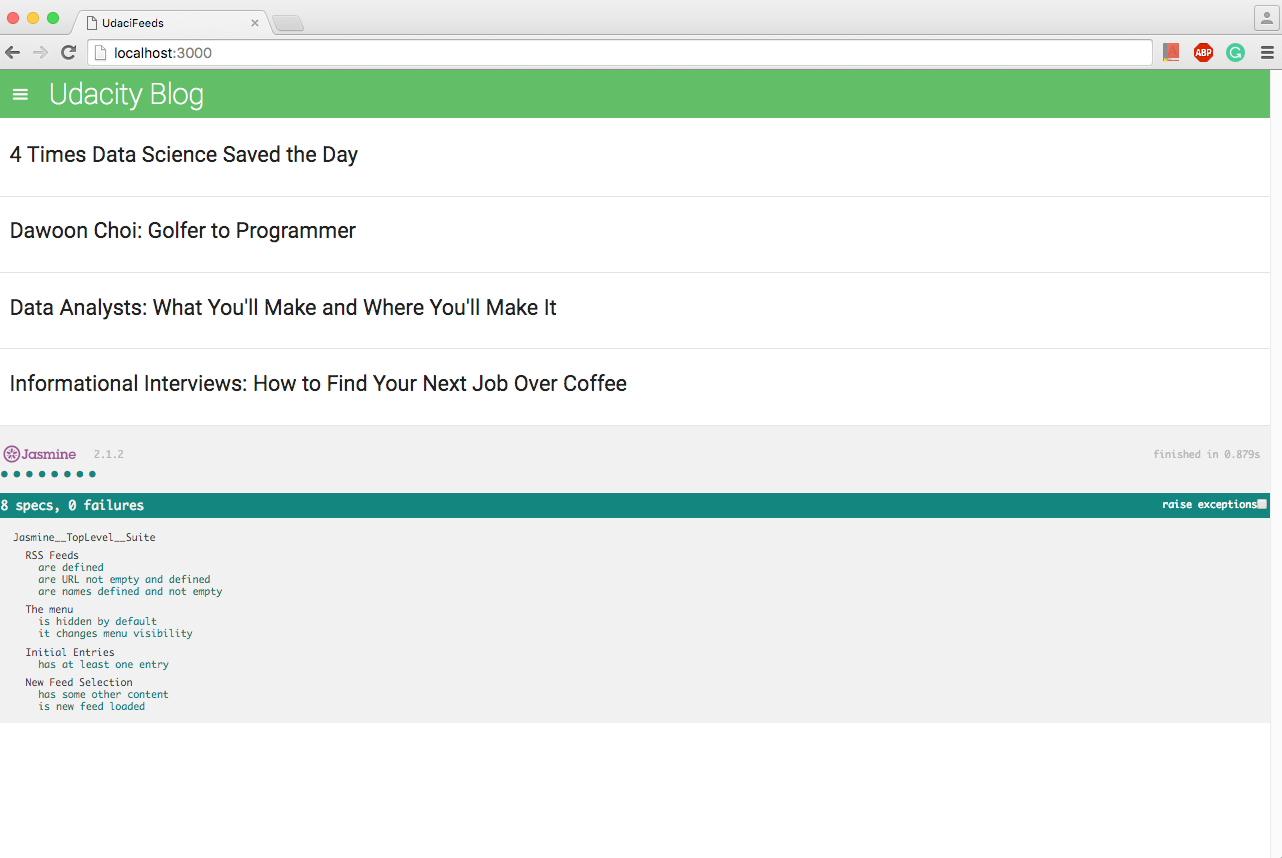 UdaciFeeds
localhost:3000
ABP
Udacity Blog
4 Times Data Science Saved the Day
Dawoon Choi: Golfer to Programmer
Data Analysts: What You'll Make and Where You'll Make It
Informational Interviews: How to Find Your Next Job Over Coffee
Jasmine 2.1.2 finished in 0.879s
8 specs, 0 failures raise exceptions
Jasmine__TopLevel__Suite
RSS Feeds
are defined
are URL not empty and defined
are names defined and not empty
The menu
is hidden by default
it changes menu visibility
Initial Entries
has at least one entry
New Feed Selection
has some other content
is new feed loaded